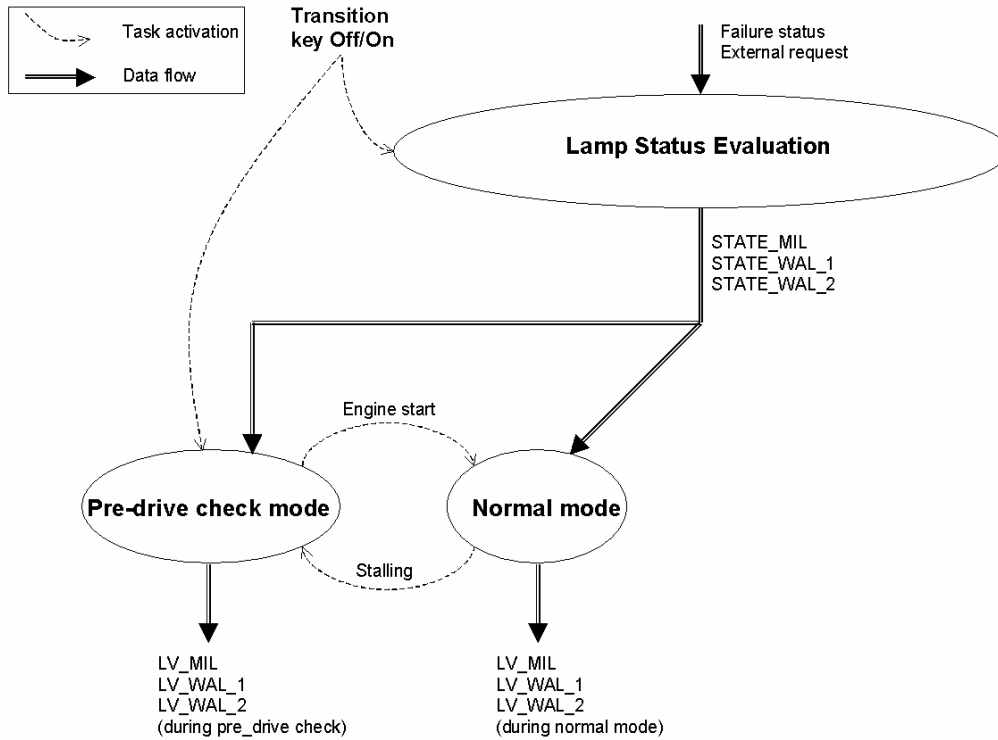 Task activation
Data flow
Transition
key Off/On
Failure status
External request
Lamp Status Evaluation
STATE_MIL
STATE_WAL_1
STATE_WAL_2
Engine start
Pre-drive check mode
Normal mode
Stalling
LV_MIL
LV_WAL_1
LV_WAL_2
(during pre_drive check)
LV_MIL
LV_WAL_1
LV_WAL_2
(during normal mode)